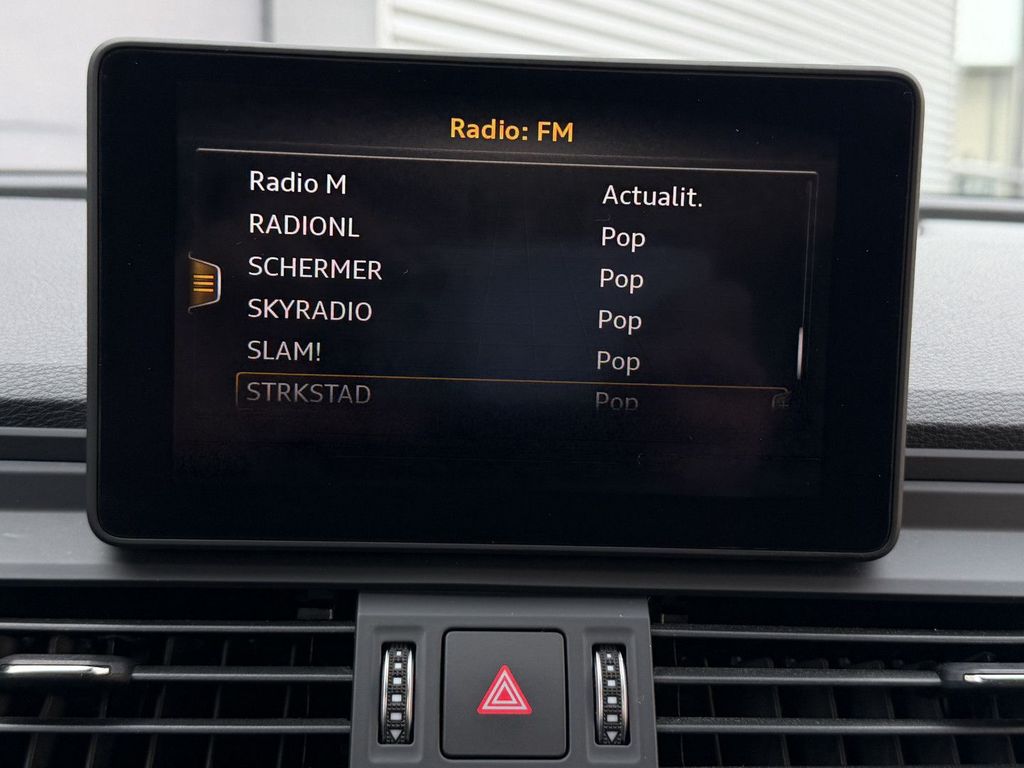 Radio: FM
Radio M Actualit.
RADIONL Pop
SCHERMER Pop
SKYRADIO Pop
SLAM! Pop
STRKSTAD Pop